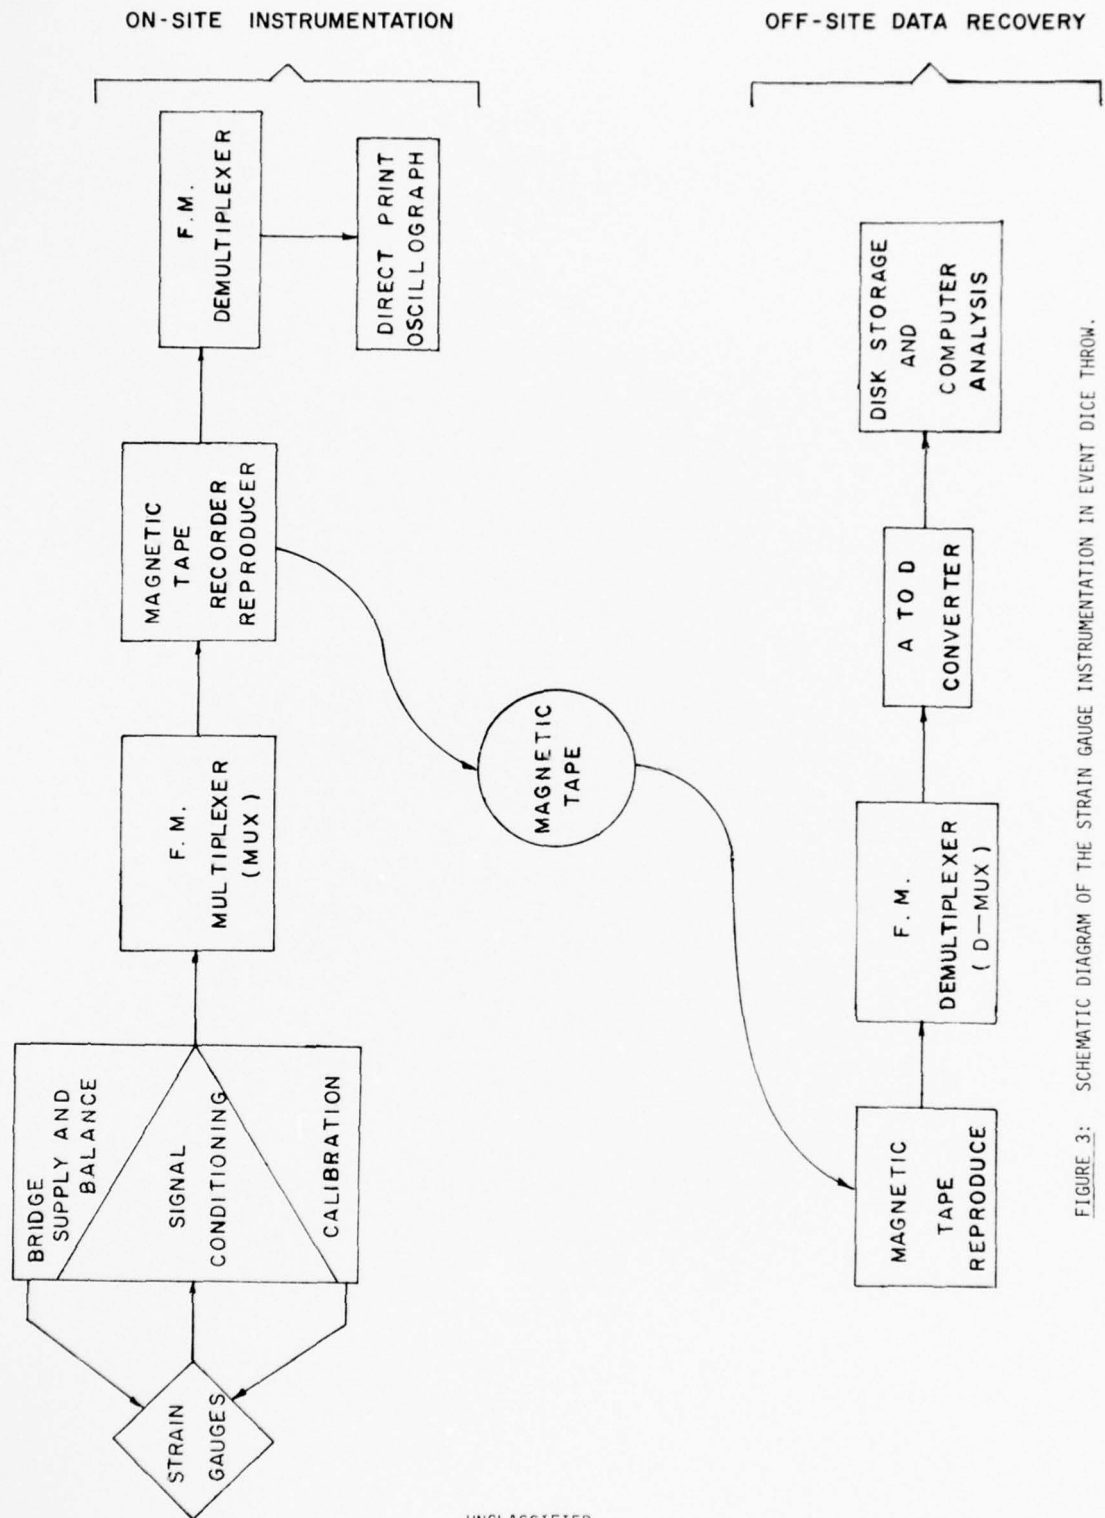 ON-SITE INSTRUMENTATION
OFF-SITE DATA RECOVERY
STRAIN
GAUGES
BRIDGE
SUPPLY AND
BALANCE
SIGNAL
CONDITIONING
CALIBRATION
F.M.
MULTIPLEXER
(MUX)
MAGNETIC
TAPE
RECORDER
REPRODUCER
F.M.
DEMULTIPLEXER
DIRECT PRINT
OSCILLOGRAPH
MAGNETIC
TAPE
MAGNETIC
TAPE
REPRODUCE
F. M.
DEMULTIPLEXER
(D-MUX)
A TO D
CONVERTER
DISK STORAGE
AND
COMPUTER
ANALYSIS
FIGURE 3: SCHEMATIC DIAGRAM OF THE STRAIN GAUGE INSTRUMENTATION IN EVENT DICE THROW.